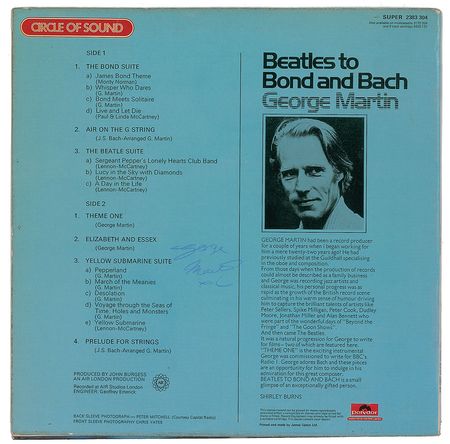 CIRCLE OF SOUND
SUPER 2383 304
SIDE 1
1. THE BOND SUITE
a) James Bond Theme
(Monty Norman)
b) Whisper Who Dares
(G. Martin)
c) Bond Meets Solitaire
(G. Martin)
d) Live and Let Die
(Paul & Linda McCartney)
2. AIR ON THE G STRING
(J.S. Bach-Arranged G. Martin)
3. THE BEATLE SUITE
a) Sergeant Pepper's Lonely Hearts Club Band
(Lennon-McCartney)
b) Lucy in the Sky with Diamonds
(Lennon-McCartney)
c) A Day in the Life
(Lennon-McCartney)
SIDE 2
1. THEME ONE
(George Martin)
2. ELIZABETH AND ESSEX
(George Martin)
3. YELLOW SUBMARINE SUITE
a) Pepperland
b) March of the Meanies
c) Desolation
d) Voyage through the Seas of
Time, Holes and Monsters
(G. Martin)
e) Yellow Submarine
(Lennon-McCartney)
4. PRELUDE FOR STRINGS
(J.S. Bach-Arranged G. Martin)
PRODUCED BY JOHN BURGESS
AN AIR LONDON PRODUCTION
Recorded at AIR Studios London
ENGINEER: Geoffrey Emerick
BACK SLEEVE PHOTOGRAPH — PETER MITCHELL (Courtesy Capital Radio)
FRONT SLEEVE PHOTOGRAPH CHRIS YATES
Beatles to
Bond and Bach
George Martin
George
Martin
GEORGE MARTIN had been a record producer
for a couple of years when I began working for
him a mere twenty-two years ago! He had
previously studied at the Guildhall specialising
in the oboe and composition.
From those days when the production of records
could almost be described as a family business
and George was recording jazz artists and
classical music, his personal progress was as
rapid as the growth of the British record scene
culminating in his warm sense of humour driving
him to capture the brilliant talents of artists like
Peter Sellers, Spike Milligan, Peter Cook, Dudley
Moore, Jonathan Miller and Alan Bennett who
were part of the wonderful days of "Beyond the
Fringe" and "The Goon Shows".
And then came The Beatles.
It was a natural progression for George to write
for films – two of which are featured here.
"THEME ONE" is the exciting instrumental
George was commissioned to write for BBC's
Radio 1. George adores Bach and these pieces
are an opportunity for him to indulge in his
admiration for this great composer.
BEATLES TO BOND AND BACH is a small
glimpse of an exceptionally gifted person.
SHIRLEY BURNS
Polydor
Printed and made by James Upton Ltd.